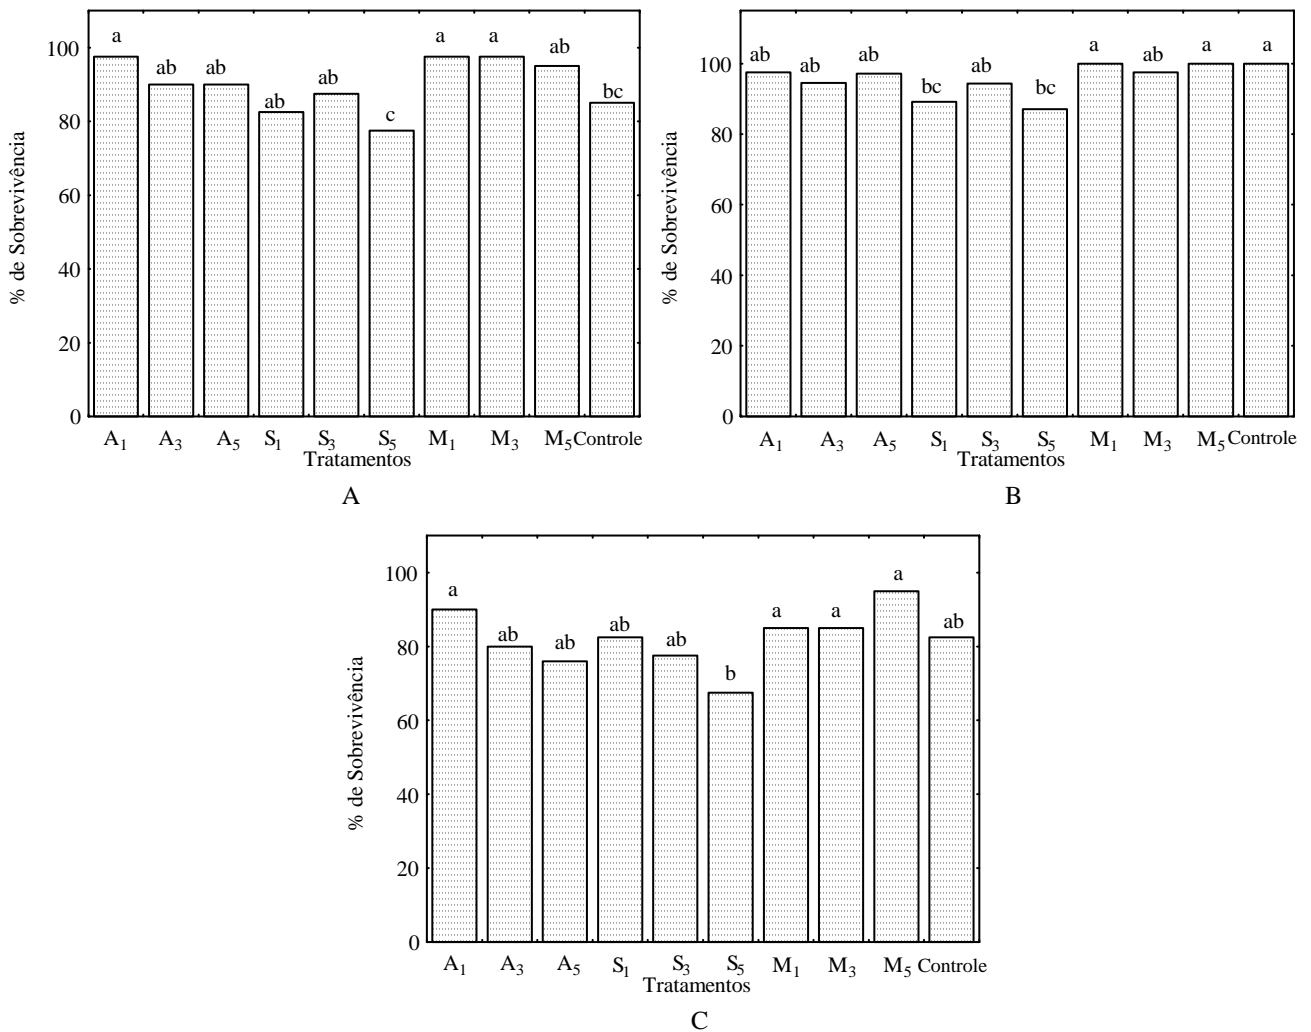 a a a
ab ab ab
ab c bc
% de Sobrevivência
100
80
60
40
20
0
A1 A3 A5 S1 S3 S5 M1 M3 M5 Controle
Tratamentos
A
ab ab ab bc ab bc a ab a a
% de Sobrevivência
100
80
60
40
20
0
A1 A3 A5 S1 S3 S5 M1 M3 M5 Controle
Tratamentos
B
a ab ab ab ab b a a a ab
% de Sobrevivência
100
80
60
40
20
0
A1 A3 A5 S1 S3 S5 M1 M3 M5 Controle
Tratamentos
C